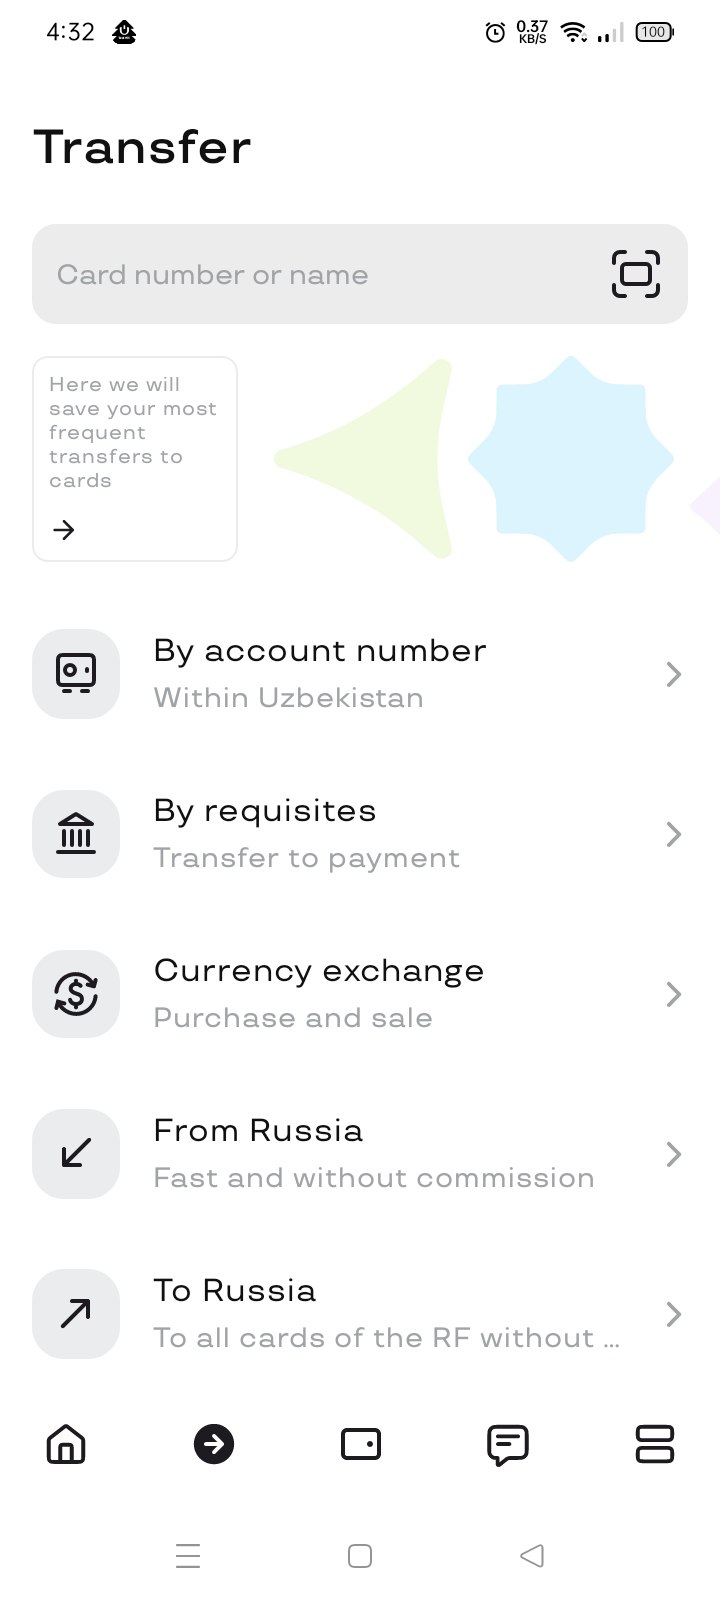 4:32
0.37
KB/S
100
Transfer
Card number or name
Here we will
save your most
frequent
transfers to
cards
By account number
Within Uzbekistan
By requisites
Transfer to payment
Currency exchange
Purchase and sale
From Russia
Fast and without commission
To Russia
To all cards of the RF without ...